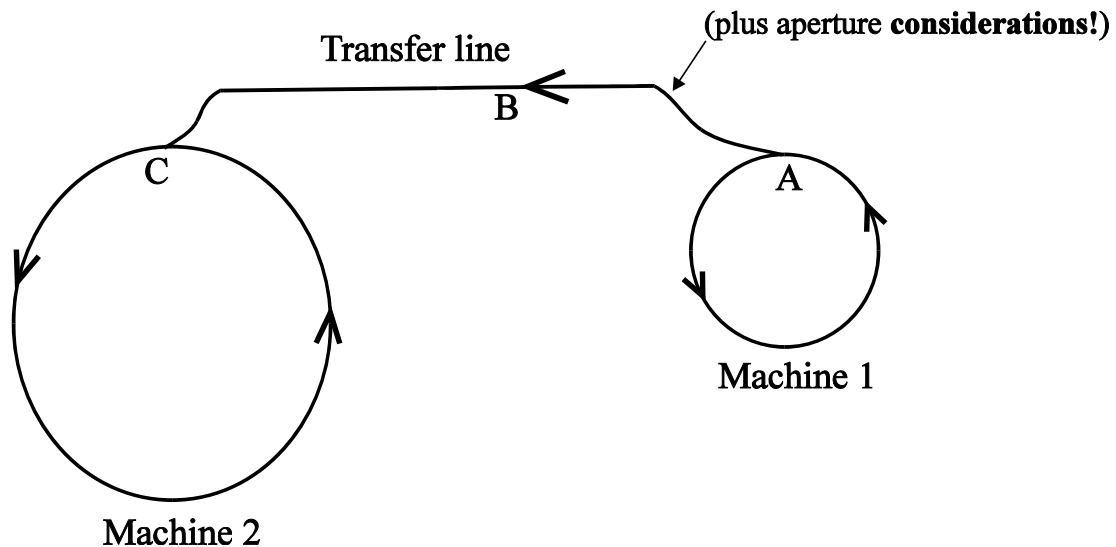 (plus aperture considerations!)
Transfer line
B
C
A
Machine 1
Machine 2